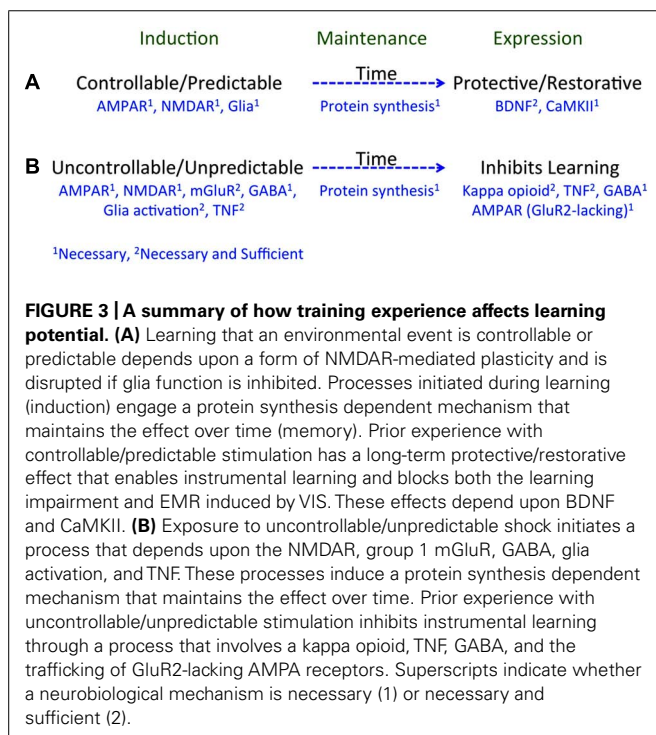 Induction Maintenance Expression
A Controllable/Predictable Time Protective/Restorative
AMPAR¹, NMDAR¹, Glia¹ Protein synthesis¹ BDNF², CaMKII¹
B Uncontrollable/Unpredictable Time Inhibits Learning
AMPAR¹, NMDAR¹, mGluR², GABA¹, Protein synthesis¹ Kappa opioid², TNF², GABA¹
Glia activation², TNF² AMPAR (GluR2-lacking)¹
¹Necessary, ²Necessary and Sufficient
FIGURE 3 | A summary of how training experience affects learning
potential. (A) Learning that an environmental event is controllable or
predictable depends upon a form of NMDAR-mediated plasticity and is
disrupted if glia function is inhibited. Processes initiated during learning
(induction) engage a protein synthesis dependent mechanism that
maintains the effect over time (memory). Prior experience with
controllable/predictable stimulation has a long-term protective/restorative
effect that enables instrumental learning and blocks both the learning
impairment and EMR induced by VIS. These effects depend upon BDNF
and CaMKII. (B) Exposure to uncontrollable/unpredictable shock initiates a
process that depends upon the NMDAR, group 1 mGluR, GABA, glia
activation, and TNF. These processes induce a protein synthesis dependent
mechanism that maintains the effect over time. Prior experience with
uncontrollable/unpredictable stimulation inhibits instrumental learning
through a process that involves a kappa opioid, TNF, GABA, and the
trafficking of GluR2-lacking AMPA receptors. Superscripts indicate whether
a neurobiological mechanism is necessary (1) or necessary and
sufficient (2).